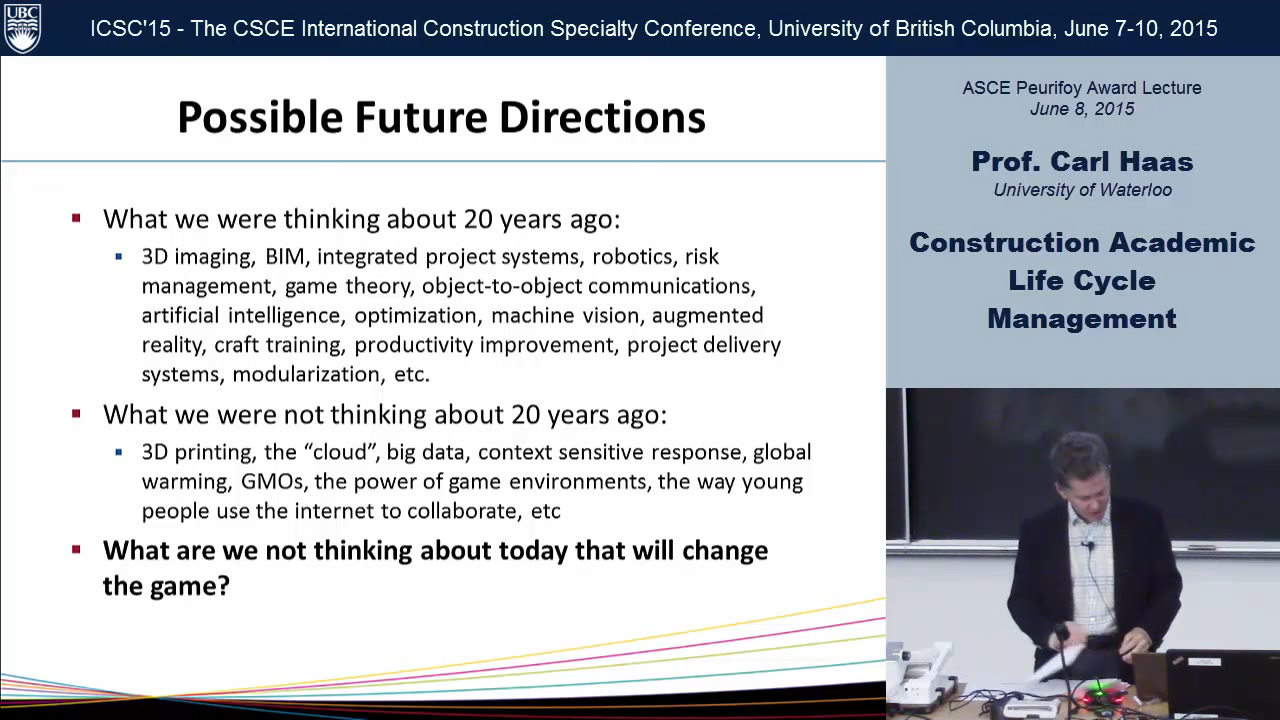 UBC
ICSC'15 - The CSCE International Construction Specialty Conference, University of British Columbia, June 7-10, 2015
Possible Future Directions
What we were thinking about 20 years ago:
3D imaging, BIM, integrated project systems, robotics, risk
management, game theory, object-to-object communications,
artificial intelligence, optimization, machine vision, augmented
reality, craft training, productivity improvement, project delivery
systems, modularization, etc.
What we were not thinking about 20 years ago:
3D printing, the “cloud”, big data, context sensitive response, global
warming, GMOs, the power of game environments, the way young
people use the internet to collaborate, etc
What are we not thinking about today that will change
the game?
ASCE Peurifoy Award Lecture
June 8, 2015
Prof. Carl Haas
University of Waterloo
Construction Academic
Life Cycle
Management